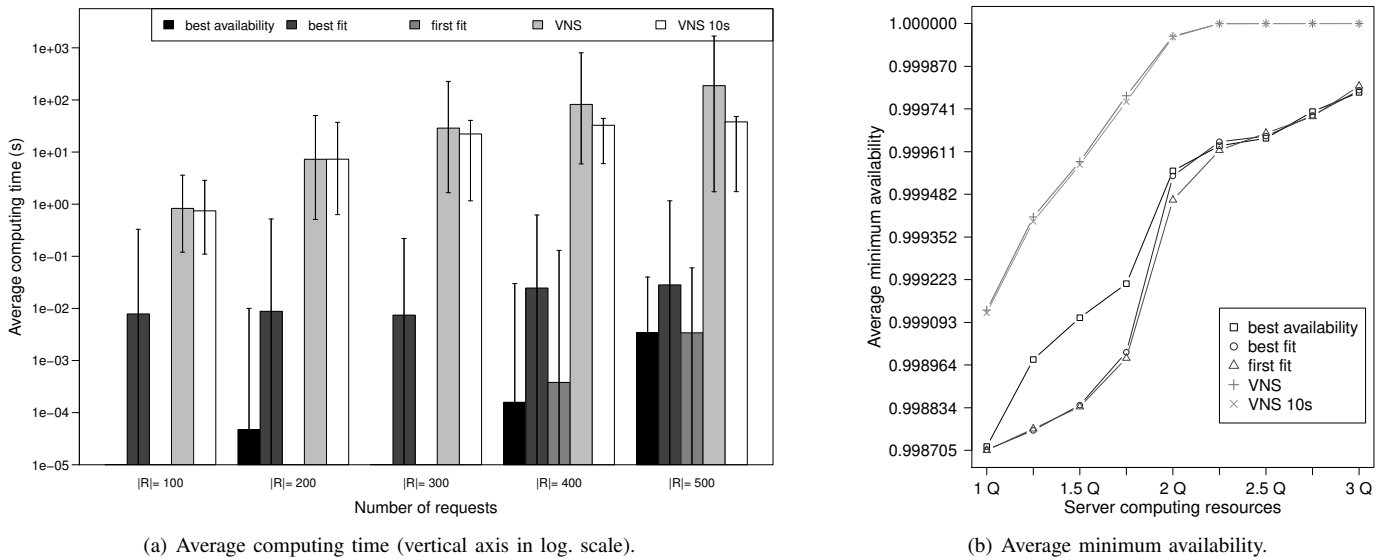 best availability best fit first fit VNS VNS 10s
1e+03
1e+02
1e+01
1e+00
1e−01
1e−02
1e−03
1e−04
1e−05
Average computing time (s)
|R|= 100 |R|= 200 |R|= 300 |R|= 400 |R|= 500
Number of requests
(a) Average computing time (vertical axis in log. scale).
1.000000
0.999870
0.999741
0.999611
0.999482
0.999352
0.999223
0.999093
0.998964
0.998834
0.998705
Average minimum availability
best availability
best fit
first fit
VNS
VNS 10s
1 Q 1.5 Q 2 Q 2.5 Q 3 Q
Server computing resources
(b) Average minimum availability.